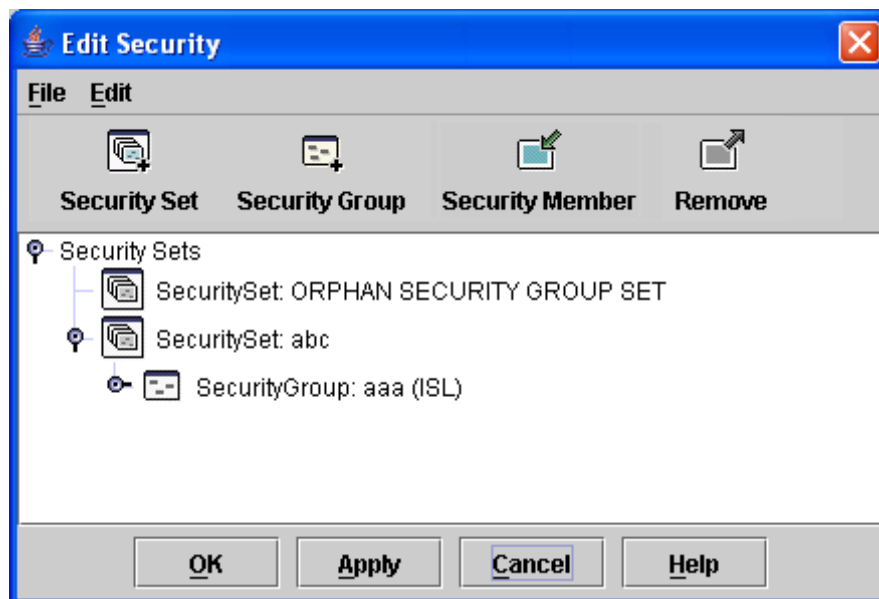 Edit Security
File Edit
Security Set Security Group Security Member Remove
Security Sets
SecuritySet: ORPHAN SECURITY GROUP SET
SecuritySet: abc
SecurityGroup: aaa (ISL)
OK Apply Cancel Help